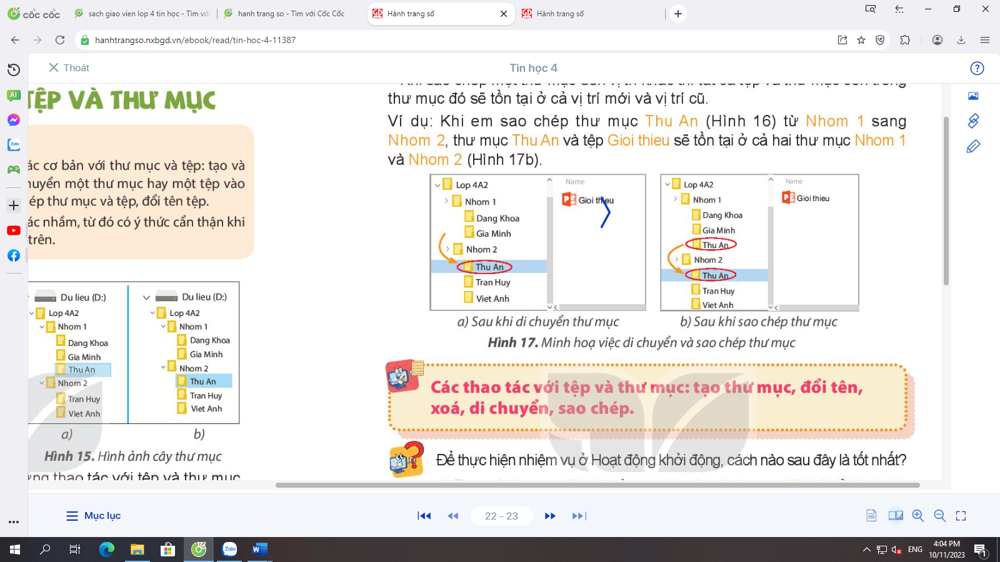 cốc cốc
sach giao vien lop 4 tin học - Tìm với
hanh trang so - Tìm với Cốc Cốc
Hành trang số
Hành trang số
hanhtrangso.nxbgd.vn/ebook/read/tin-hoc-4-11387
Thoát
Tin học 4
TỆP VÀ THƯ MỤC
ác cơ bản với thư mục và tệp: tạo và
huyển một thư mục hay một tệp vào
ép thư mục và tệp, đổi tên tệp.
ác nhầm, từ đó có ý thức cẩn thận khi
trên.
Du lieu (D:)
Lop 4A2
Nhom 1
Dang Khoa
Gia Minh
Thu An
Nhom 2
Tran Huy
Viet Anh
a)
Du lieu (D:)
Lop 4A2
Nhom 1
Dang Khoa
Gia Minh
Nhom 2
Thu An
Tran Huy
Viet Anh
b)
Hình 15. Hình ảnh cây thư mục
ững thao tác với tệp và thư mục
thư mục đó sẽ tồn tại ở cả vị trí mới và vị trí cũ.
Ví dụ: Khi em sao chép thư mục Thu An (Hình 16) từ Nhom 1 sang
Nhom 2, thư mục Thu An và tệp Gioi thieu sẽ tồn tại ở cả hai thư mục Nhom 1
và Nhom 2 (Hình 17b).
Lop 4A2
Nhom 1
Dang Khoa
Gia Minh
Nhom 2
Thu An
Tran Huy
Viet Anh
Name
Gioi thieu
a) Sau khi di chuyển thư mục
Lop 4A2
Nhom 1
Dang Khoa
Gia Minh
Thu An
Nhom 2
Thu An
Tran Huy
Viet Anh
Name
Gioi thieu
b) Sau khi sao chép thư mục
Hình 17. Minh hoạ việc di chuyển và sao chép thư mục
Các thao tác với tệp và thư mục: tạo thư mục, đổi tên,
xoá, di chuyển, sao chép.
Để thực hiện nhiệm vụ ở Hoạt động khởi động, cách nào sau đây là tốt nhất?
Mục lục
22 - 23
ENG
4:04 PM
10/11/2023
1